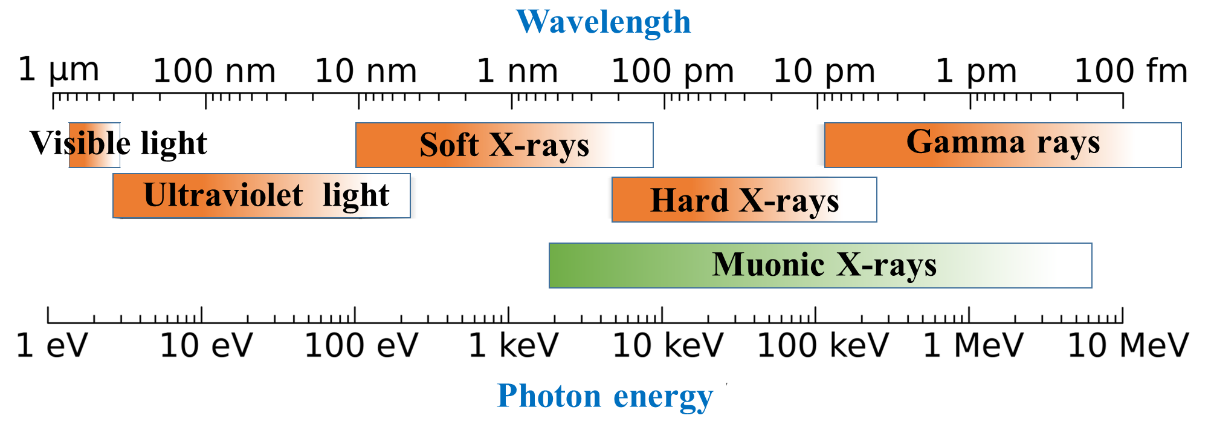 Wavelength
1 µm 100 nm 10 nm 1 nm 100 pm 10 pm 1 pm 100 fm
Visible light Soft X-rays Gamma rays
Ultraviolet light Hard X-rays
Muonic X-rays
1 eV 10 eV 100 eV 1 keV 10 keV 100 keV 1 MeV 10 MeV
Photon energy